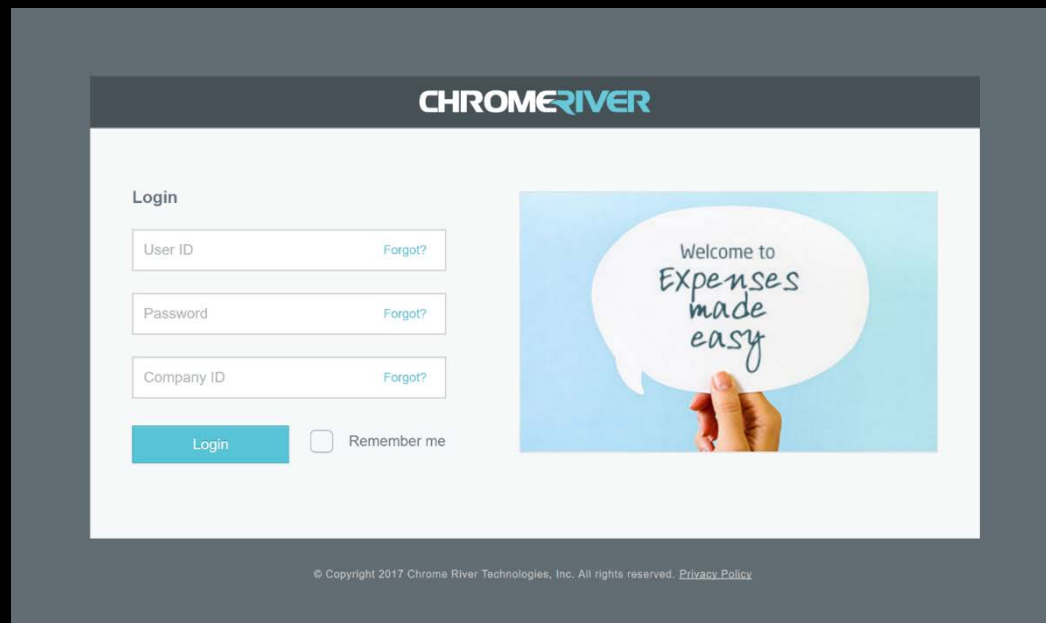 CHROMERIVER
Login
User ID Forgot?
Password Forgot?
Company ID Forgot?
Login Remember me
Welcome to
Expenses
made
easy
© Copyright 2017 Chrome River Technologies, Inc. All rights reserved. Privacy Policy